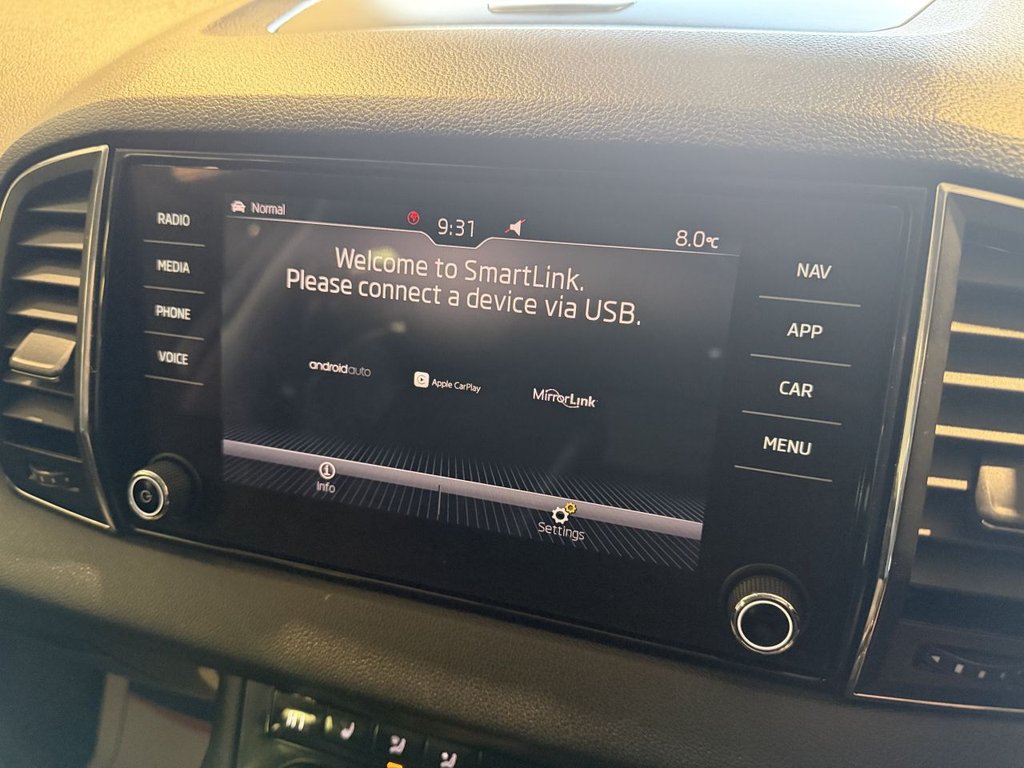 Normal
9:31
8.0°C
RADIO
MEDIA
PHONE
VOICE
Welcome to SmartLink.
Please connect a device via USB.
androidauto
Apple CarPlay
MirrorLink
Info
Settings
NAV
APP
CAR
MENU